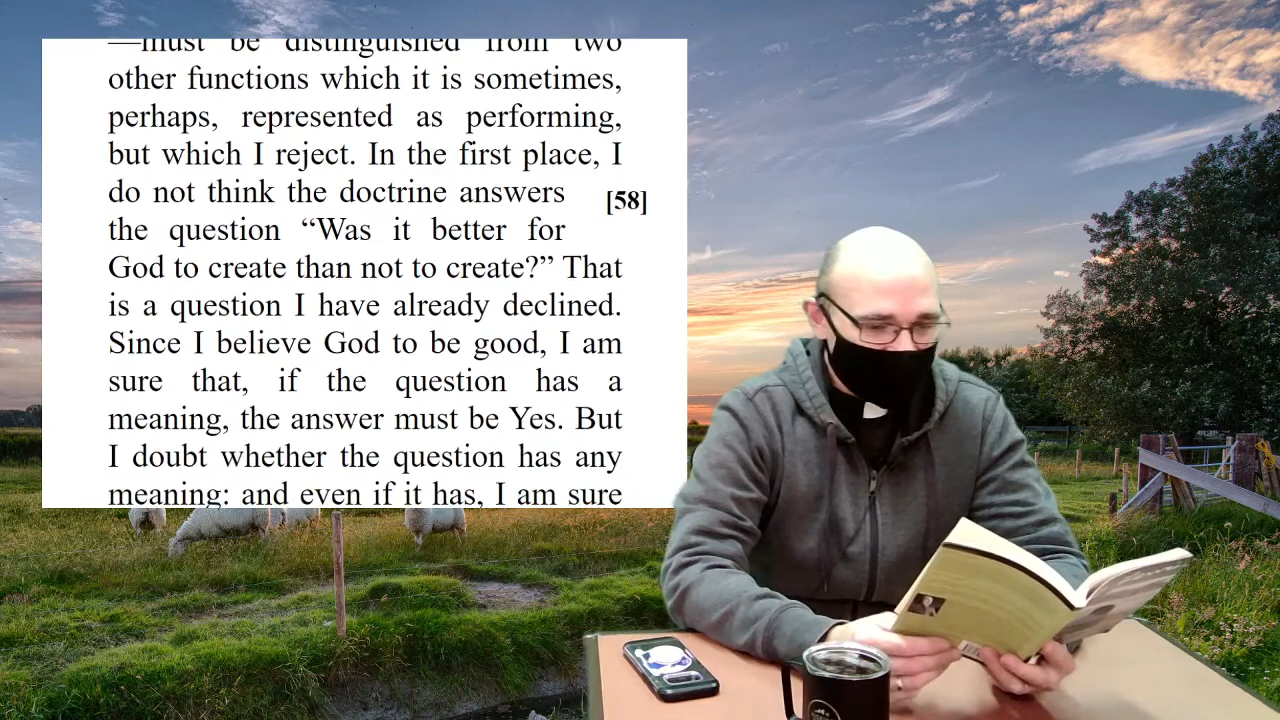 —must be distinguished from two
other functions which it is sometimes,
perhaps, represented as performing,
but which I reject. In the first place, I
do not think the doctrine answers
[58]
the question “Was it better for
God to create than not to create?” That
is a question I have already declined.
Since I believe God to be good, I am
sure that, if the question has a
meaning, the answer must be Yes. But
I doubt whether the question has any
meaning: and even if it has, I am sure